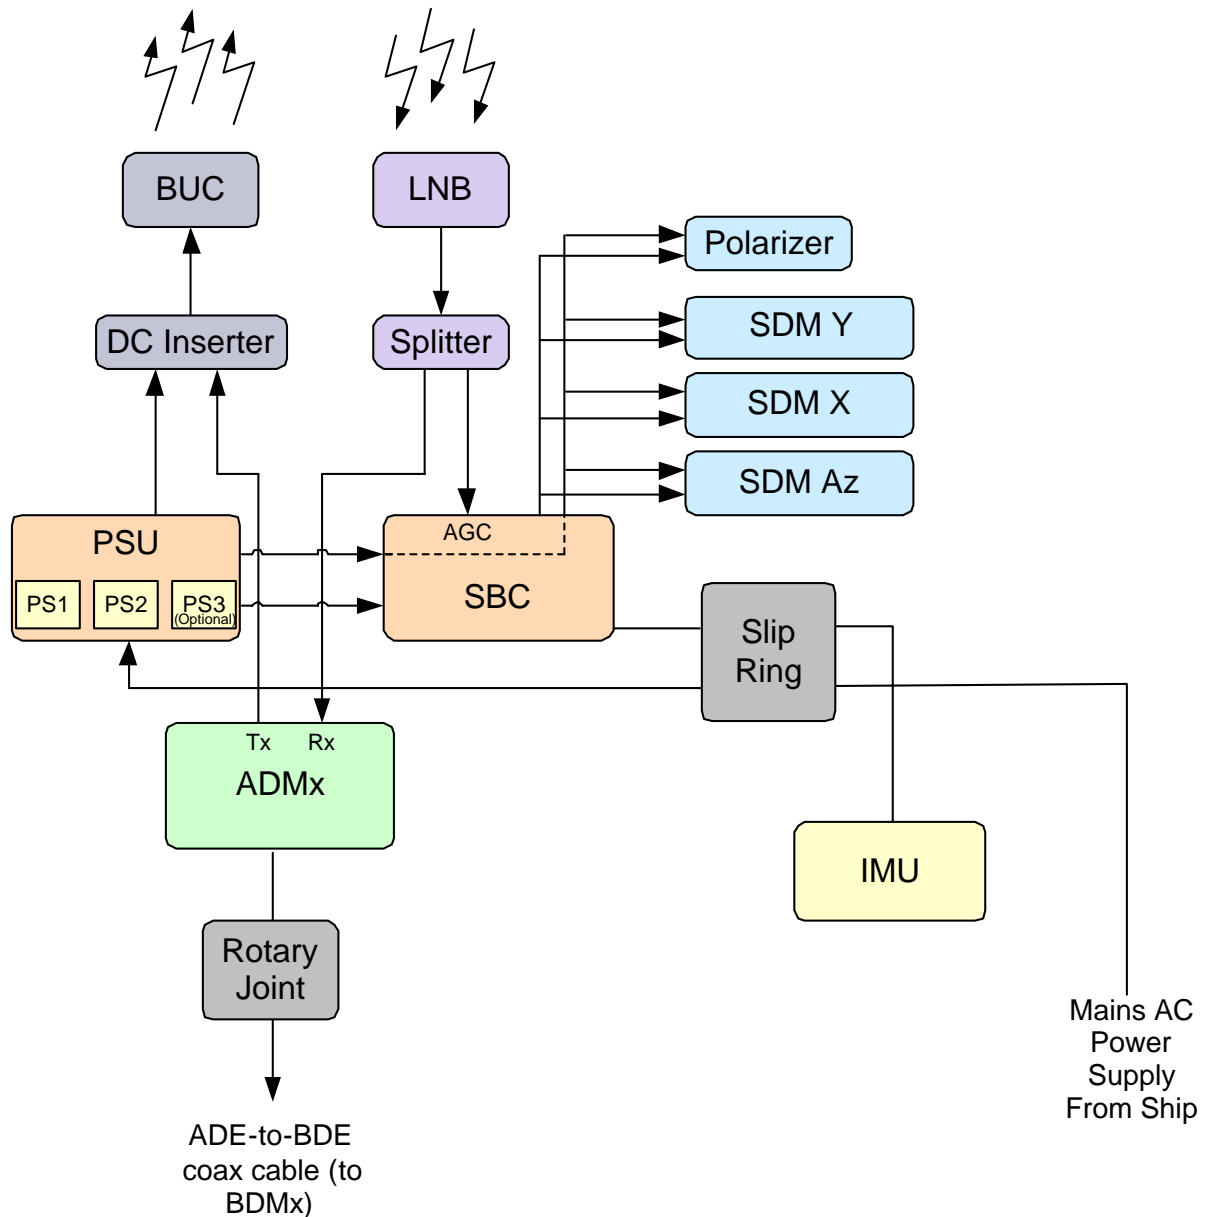 BUC
LNB
Polarizer
DC Inserter
Splitter
SDM Y
SDM X
SDM Az
PSU
AGC
PS1
PS2
PS3
(Optional)
SBC
Slip
Ring
Tx
Rx
ADMx
IMU
Rotary
Joint
Mains AC
Power
Supply
From Ship
ADE-to-BDE
coax cable (to
BDMx)